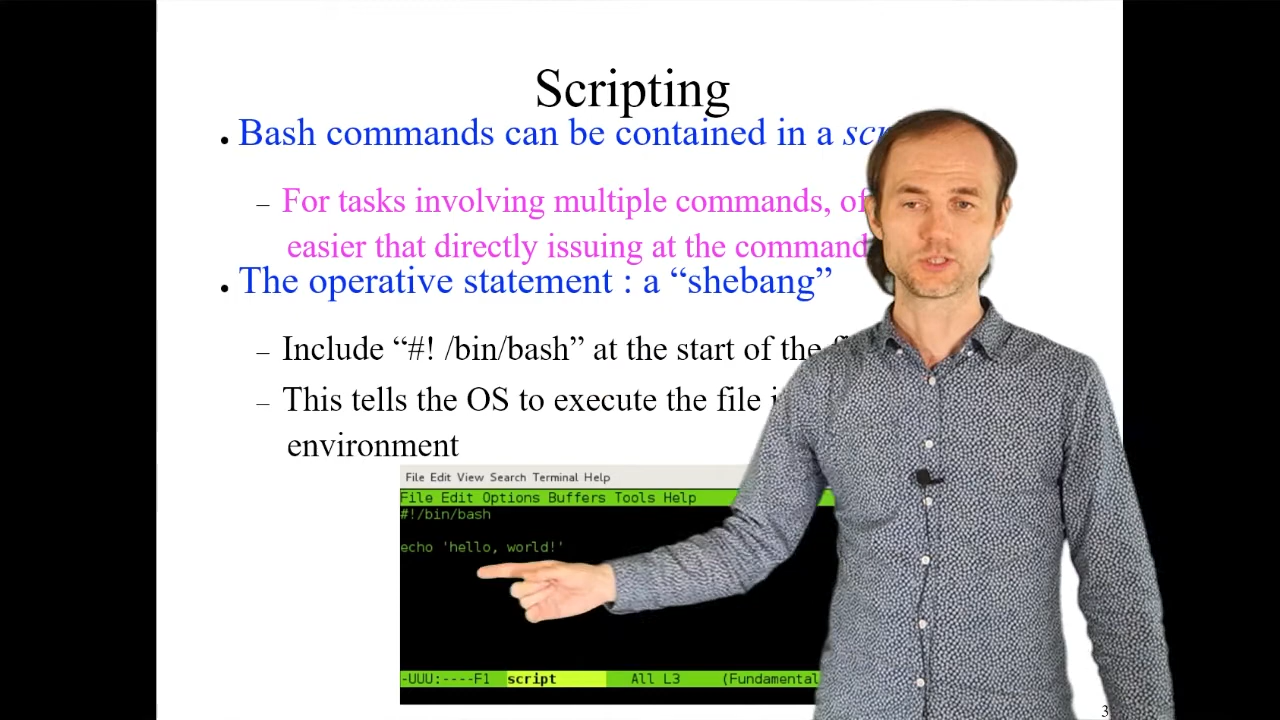 Scripting
• Bash commands can be contained in a
– For tasks involving multiple commands,
easier that directly issuing at the command
• The operative statement : a “shebang”
– Include “#! /bin/bash” at the start of the
– This tells the OS to execute the file
environment
File Edit View Search Terminal Help
File Edit Options Buffers Tools Help
#!/bin/bash
echo 'hello, world!'
-UUU:----F1 script All L3 (Fundamental
3